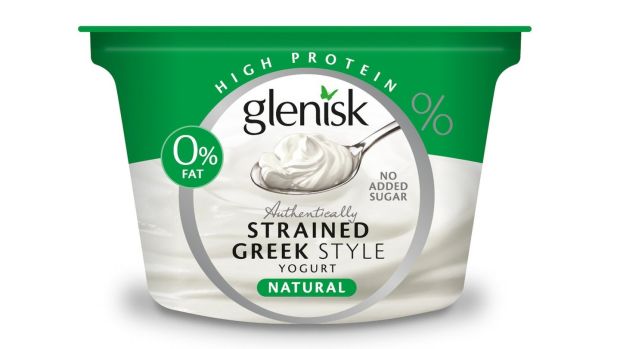 HIGH PROTEIN
glenisk
%
0%
FAT
NO
ADDED
SUGAR
Authentically
STRAINED
GREEK STYLE
YOGURT
NATURAL